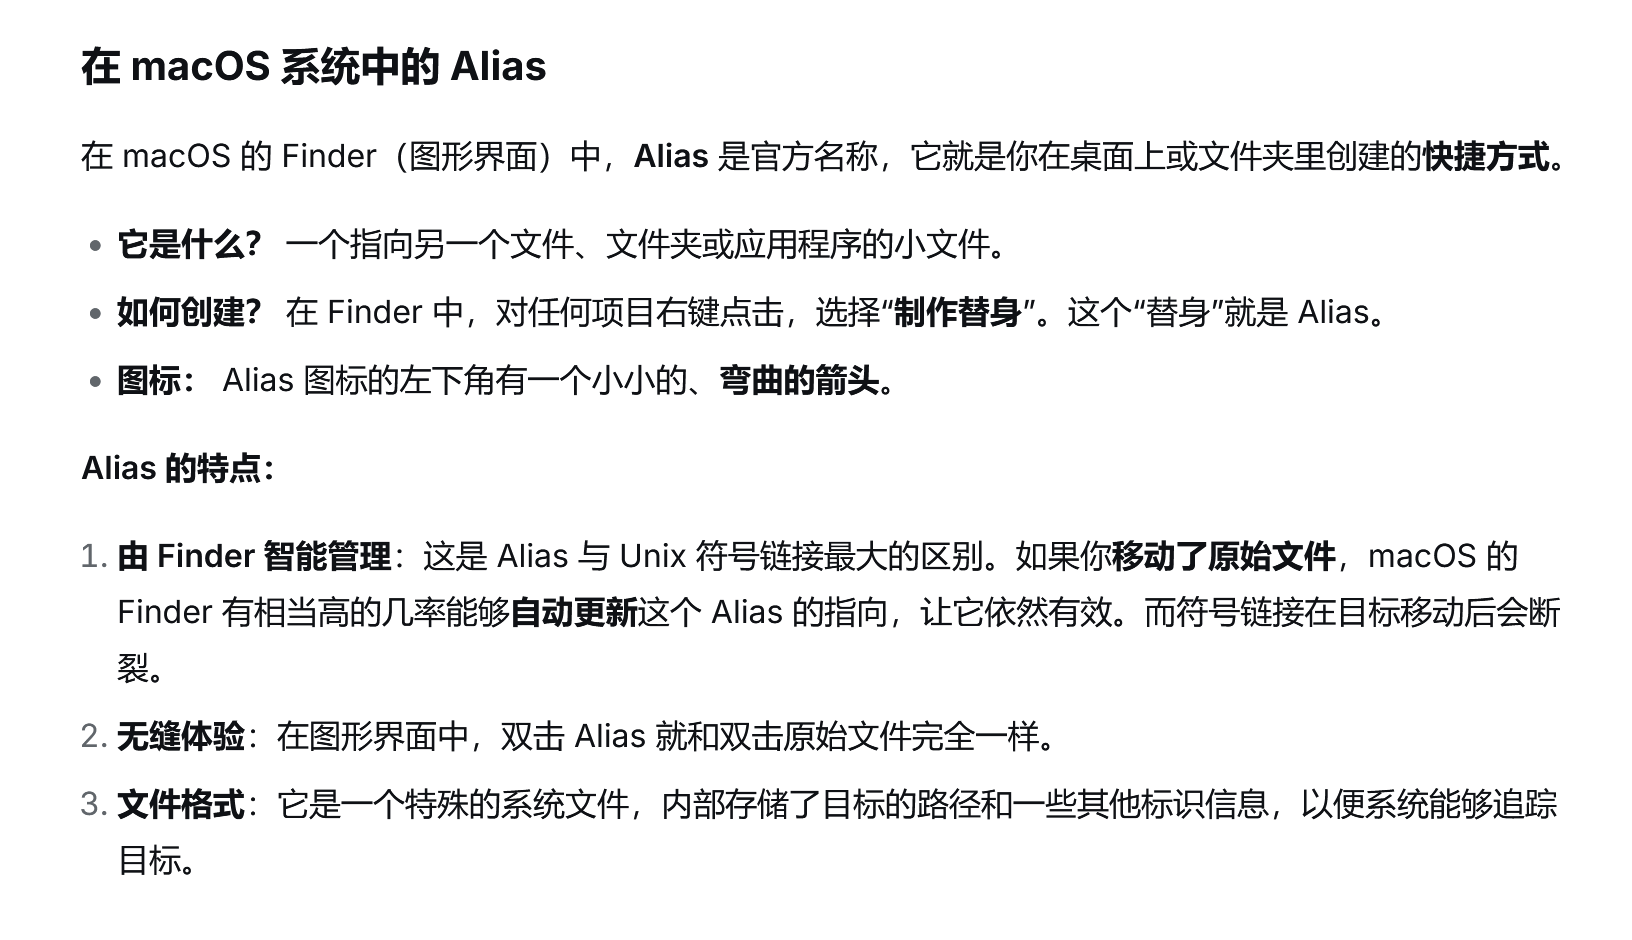 在 macOS 系统中的 Alias
在 macOS 的 Finder（图形界面）中，Alias 是官方名称，它就是你在桌面上或文件夹里创建的快捷方式。
• 它是什么？ 一个指向另一个文件、文件夹或应用程序的小文件。
• 如何创建？ 在 Finder 中，对任何项目右键点击，选择“制作替身”。这个“替身”就是 Alias。
• 图标： Alias 图标的左下角有一个小小的、弯曲的箭头。
Alias 的特点：
1. 由 Finder 智能管理：这是 Alias 与 Unix 符号链接最大的区别。如果你移动了原始文件，macOS 的
Finder 有相当高的几率能够自动更新这个 Alias 的指向，让它依然有效。而符号链接在目标移动后会断
裂。
2. 无缝体验：在图形界面中，双击 Alias 就和双击原始文件完全一样。
3. 文件格式：它是一个特殊的系统文件，内部存储了目标的路径和一些其他标识信息，以便系统能够追踪
目标。